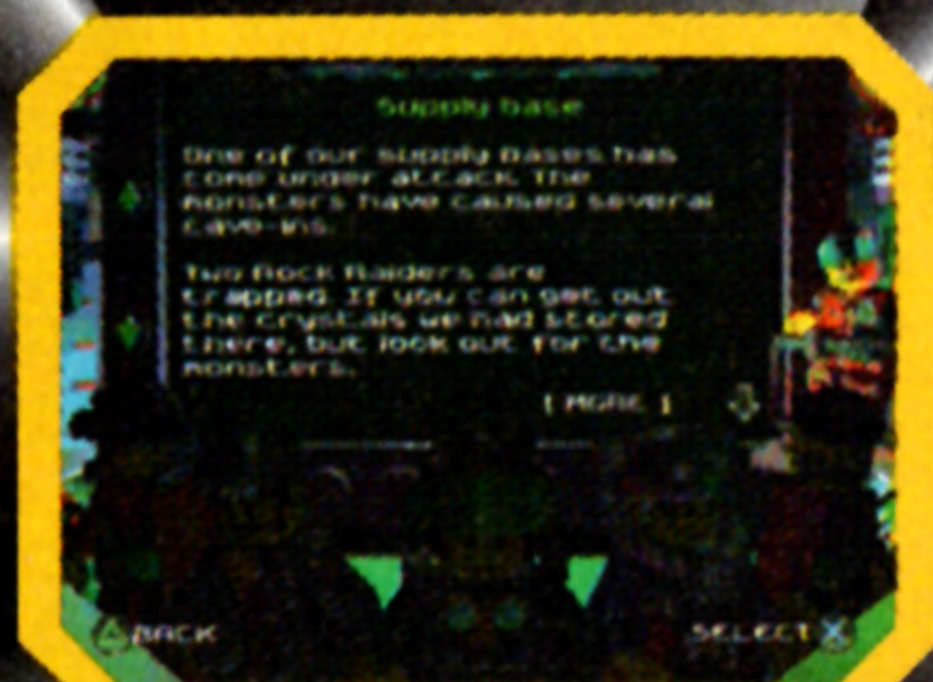 Supply base
One of our supply bases has
come under attack. The
monsters have caused several
cave-ins.
Two Rock Raiders are
trapped. If you can get out
the crystals we had stored
there, but look out for the
monsters.
[ MORE ]
BACK
SELECT